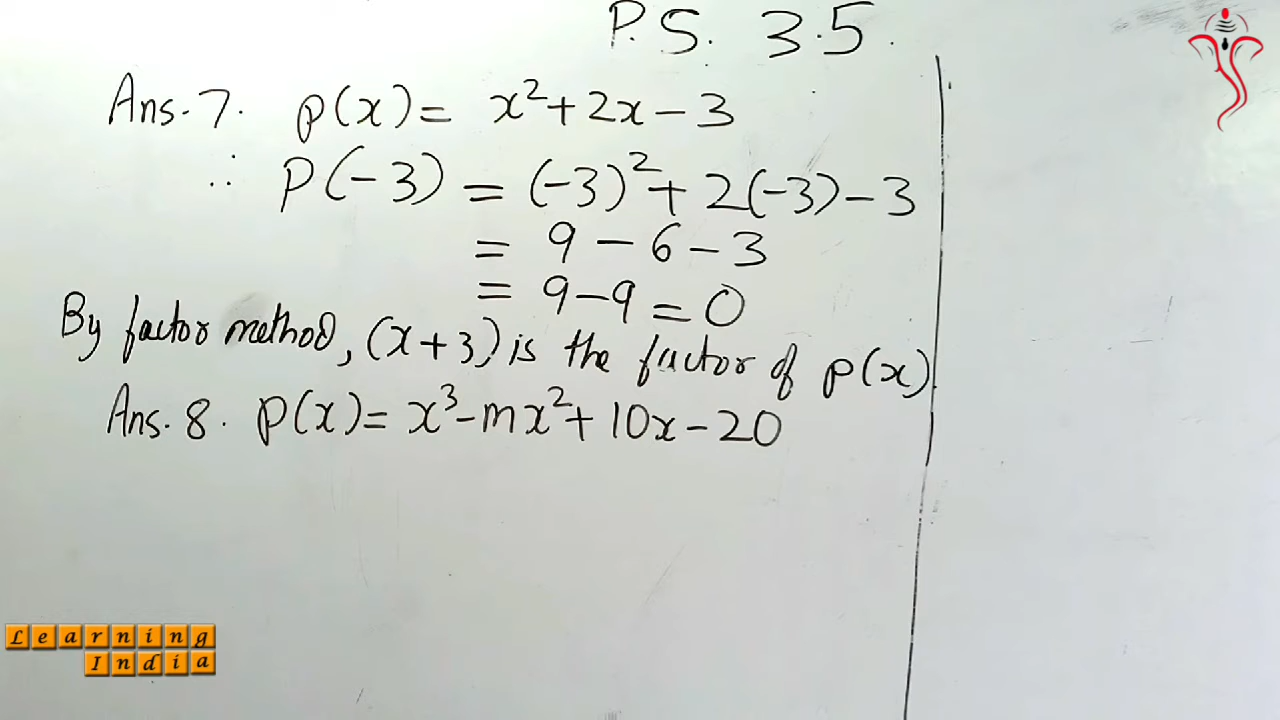 P.S. 3.5.
Ans. 7. p(x) = x² + 2x - 3
∴ P(-3) = (-3)² + 2(-3) - 3
= 9 - 6 - 3
= 9 - 9 = 0
By factor method, (x+3) is the factor of p(x)
Ans. 8. P(x) = x³ - mx² + 10x - 20
Learning
India